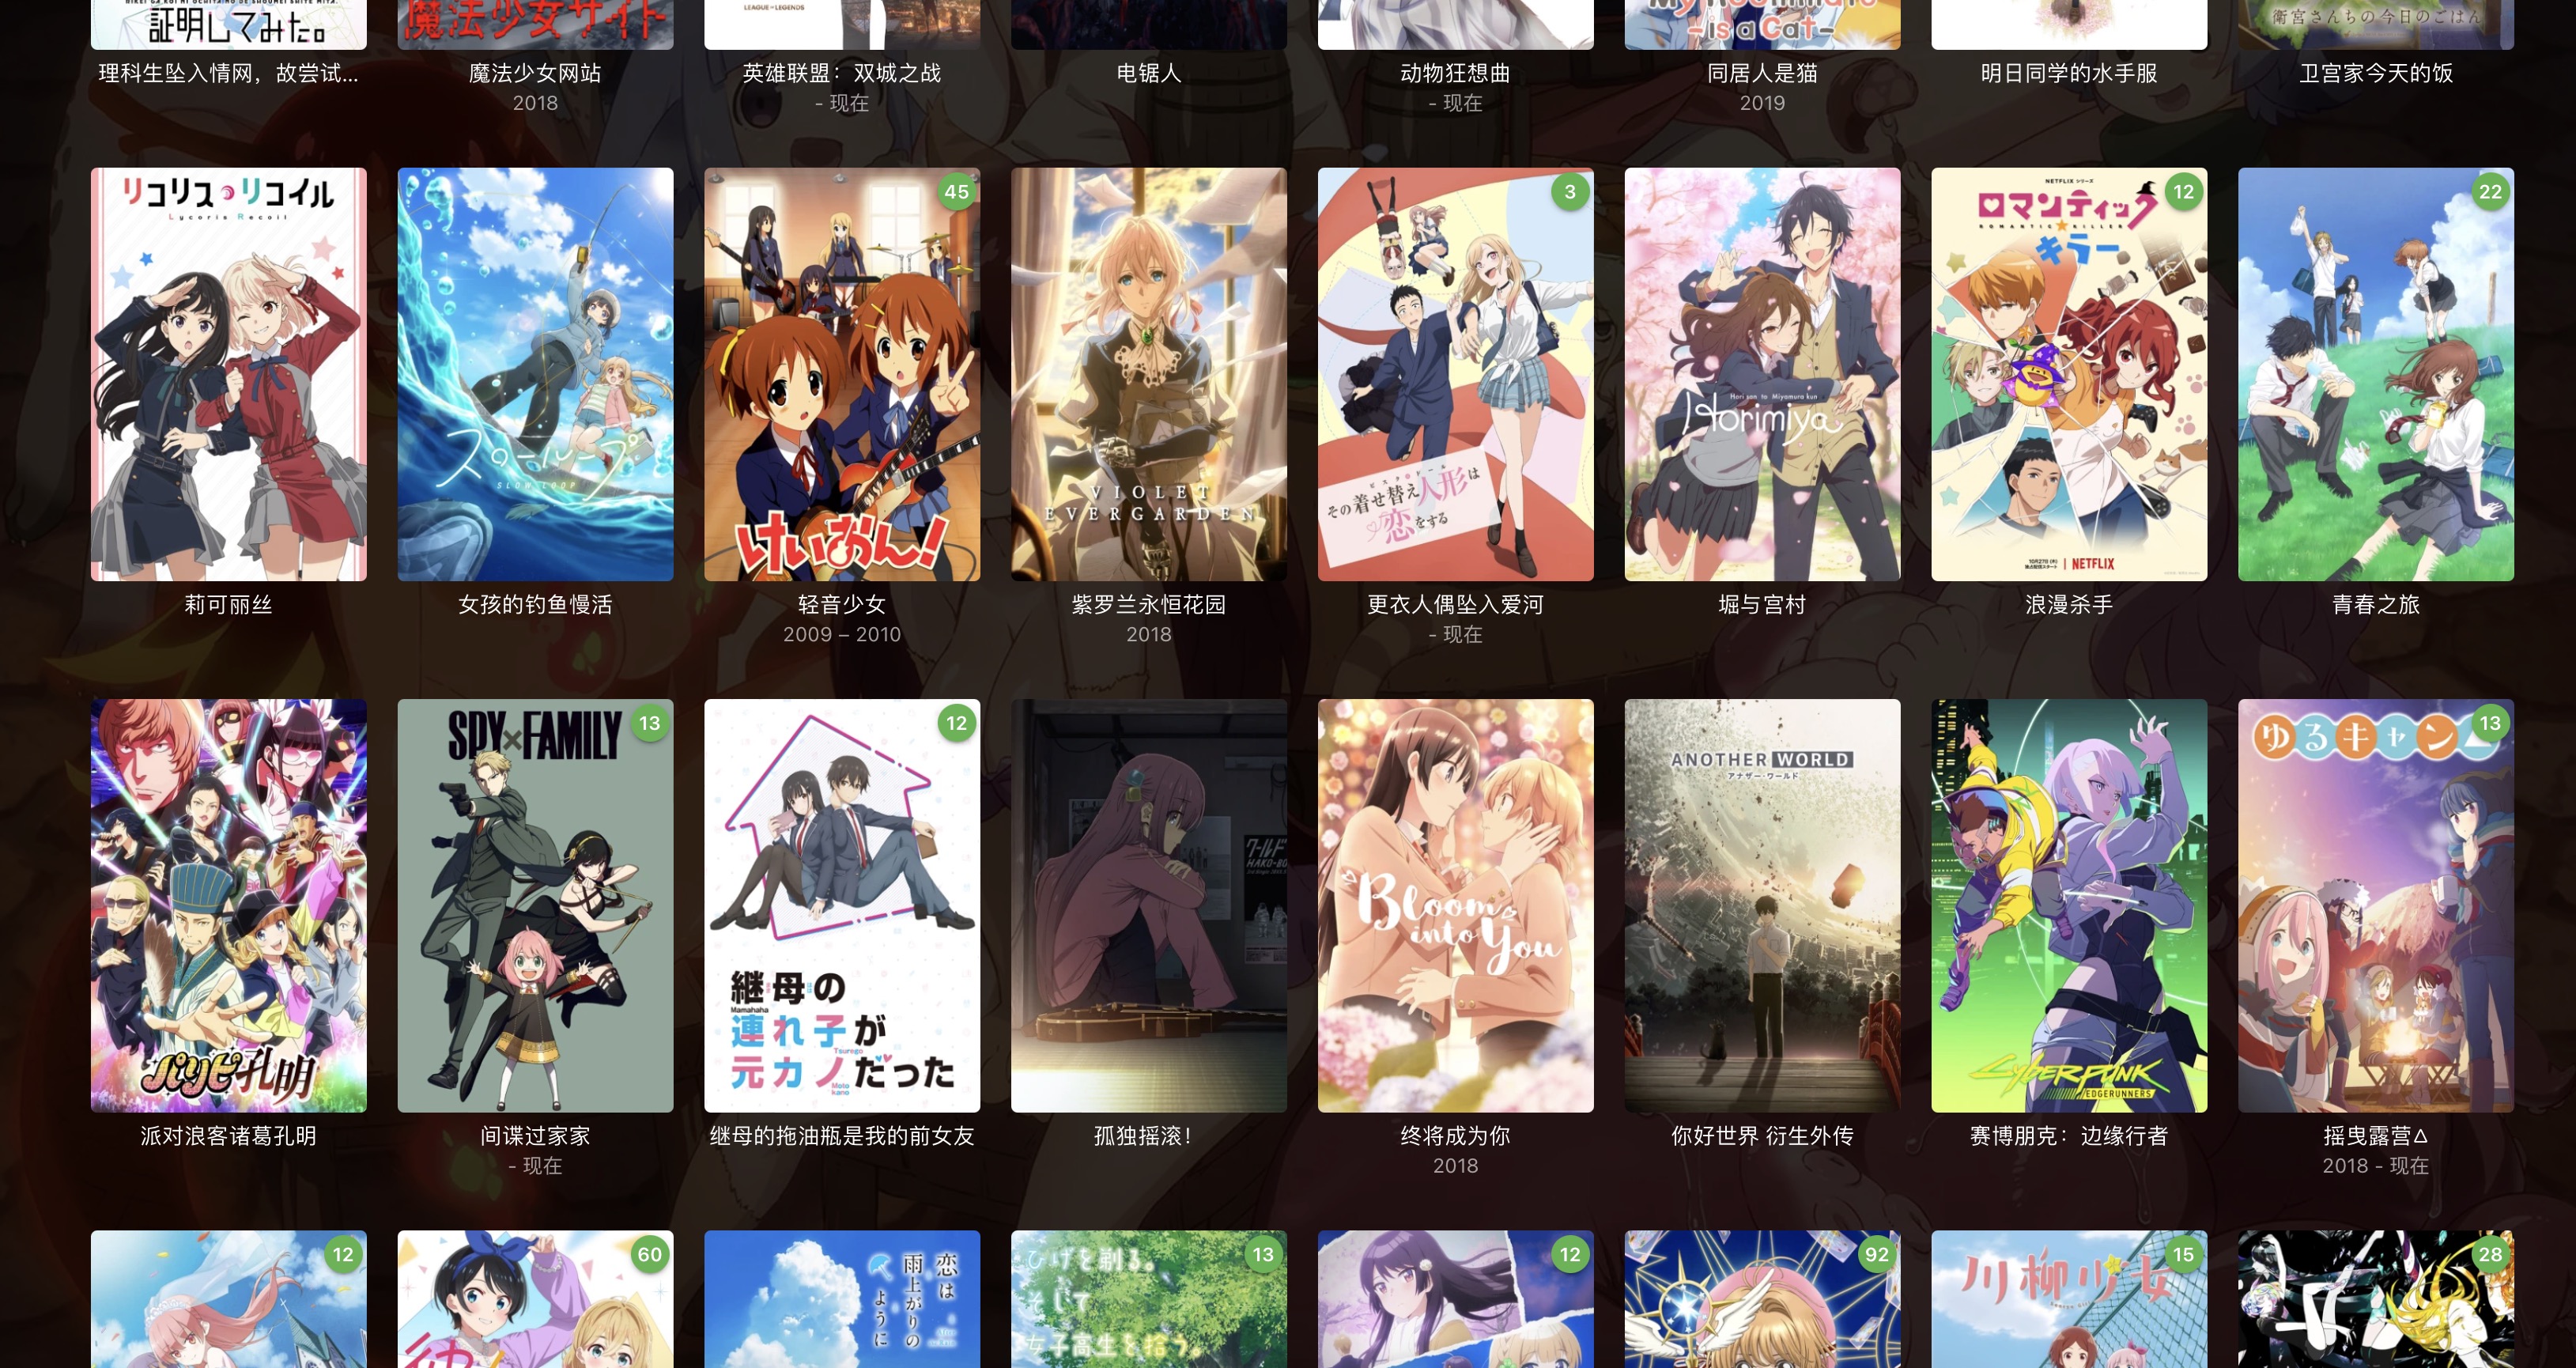 証明してみた。
魔法少女サイト
LEAGUE OF LEGENDS
-is a Cat-
衛宮さんちの今日のごはん
理科生坠入情网，故尝试...
魔法少女网站
2018
英雄联盟：双城之战
- 现在
电锯人
动物狂想曲
- 现在
同居人是猫
2019
明日同学的水手服
卫宫家今天的饭
リコリス リコイル
Lycoris Recoil
スローループ
SLOW LOOP
45
けいおん!
VIOLET
EVERGARDEN
3
その着せ替え人形は
ビスク・ドール
恋をする
Hori san to Miyamura kun
Horimiya
12
NETFLIX シリーズ
ロマンティック
ROMANTIC KILLER
キラー
NETFLIX
22
莉可丽丝
女孩的钓鱼慢活
轻音少女
2009 – 2010
紫罗兰永恒花园
2018
更衣人偶坠入爱河
- 现在
堀与宫村
浪漫杀手
青春之旅
パリピ孔明
SPY×FAMILY
13
12
継母の
Mamahaha
連れ子が
Tsurego
元カノだった
Moto
kano
ワールド
HAKO-BO
Bloom
into You
ANOTHER WORLD
アナザー・ワールド
CYBERPUNK
EDGERUNNERS
ゆるキャン△
13
派对浪客诸葛孔明
间谍过家家
- 现在
继母的拖油瓶是我的前女友
孤独摇滚！
终将成为你
2018
你好世界 衍生外传
赛博朋克：边缘行者
摇曳露营△
2018 - 现在
12
60
恋は
雨上がりの
ように
13
ひげを剃る。
そして
女子高生を拾う。
12
92
15
川柳少女
28